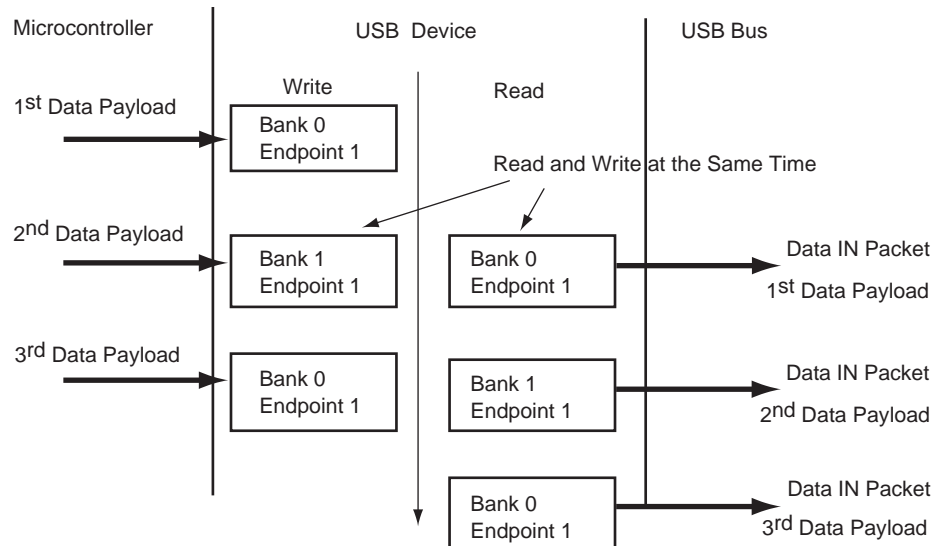 Microcontroller
USB Device
USB Bus
Write
Read
1st Data Payload
Bank 0
Endpoint 1
Read and Write at the Same Time
2nd Data Payload
Bank 1
Endpoint 1
Bank 0
Endpoint 1
Data IN Packet
1st Data Payload
3rd Data Payload
Bank 0
Endpoint 1
Bank 1
Endpoint 1
Data IN Packet
2nd Data Payload
Bank 0
Endpoint 1
Data IN Packet
3rd Data Payload